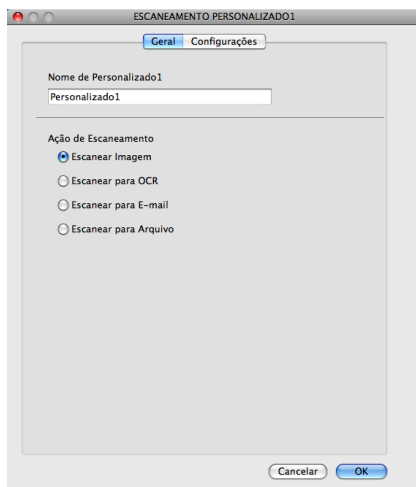 ESCANEAMENTO PERSONALIZADO1
Geral Configurações
Nome de Personalizado1
Personalizado1
Ação de Escaneamento
Escanear Imagem
Escanear para OCR
Escanear para E-mail
Escanear para Arquivo
Cancelar OK